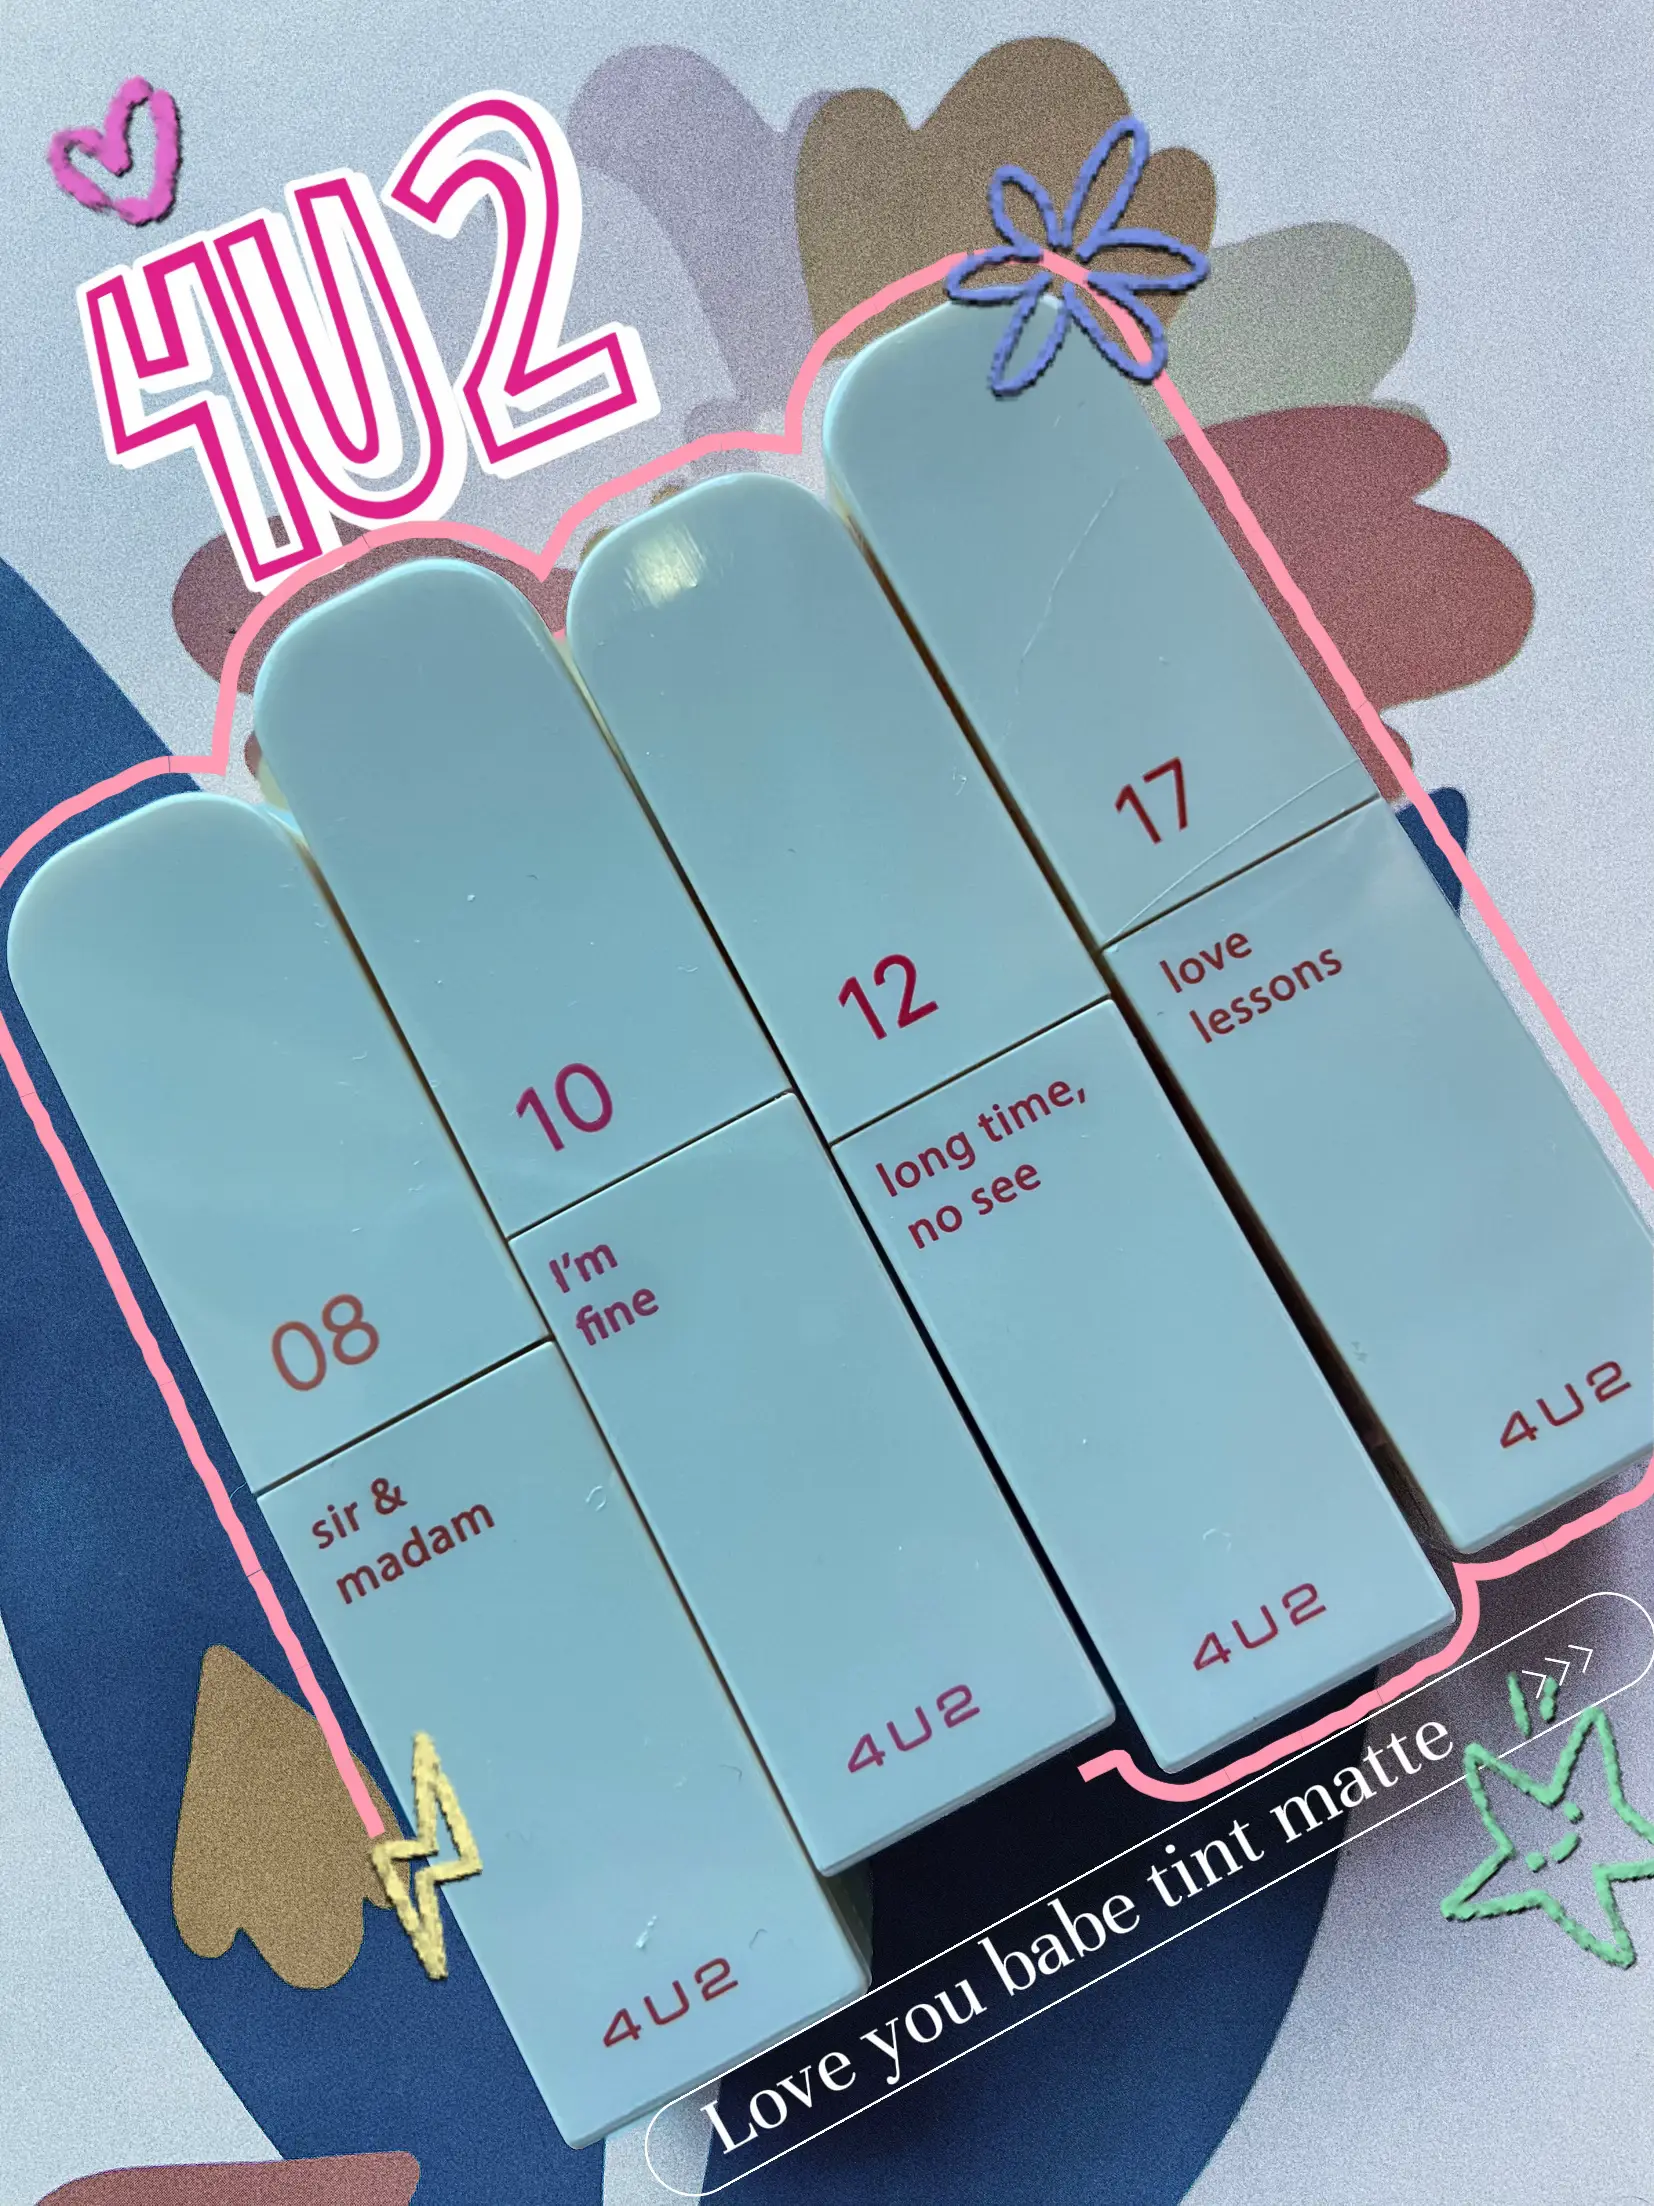 4U2
17
love
lessons
4U2
12
long time,
no see
4U2
10
I'm
fine
4U2
08
sir &
madam
4U2
Love you babe tint matte >>>>